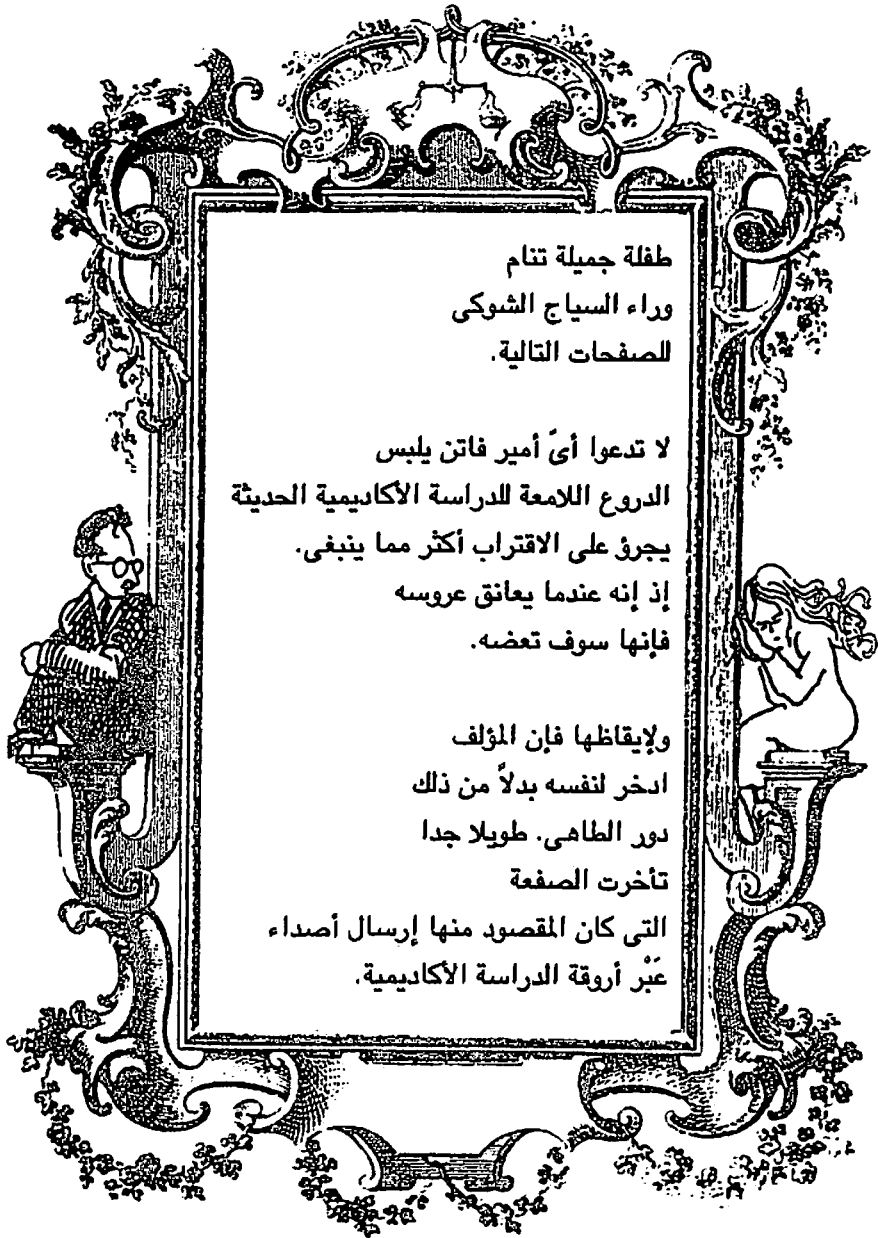 طفلة جميلة تنام
وراء السياج الشوكى
للصفحات التالية.
لا تدعوا أىّ أمير فاتن يلبس
الدروع اللامعة للدراسة الأكاديمية الحديثة
يجرؤ على الاقتراب أكثر مما ينبغى.
إذ إنه عندما يعانق عروسه
فإنها سوف تعضه.
ولإيقاظها فإن المؤلف
ادخر لنفسه بدلاً من ذلك
دور الطاهى. طويلا جدا
تأخرت الصفعة
التى كان المقصود منها إرسال أصداء
عَبْر أروقة الدراسة الأكاديمية.